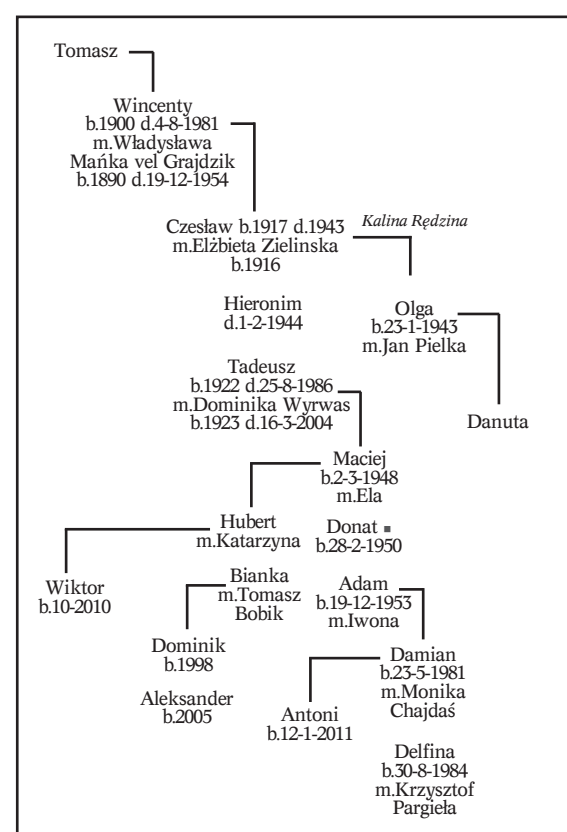 Tomasz
Wincenty
b.1900 d.4-8-1981
m.Władysława
Mańka vel Grajdzik
b.1890 d.19-12-1954
Czesław b.1917 d.1943
m.Elżbieta Zielinska
b.1916
Kalina Rędzina
Hieronim
d.1-2-1944
Olga
b.23-1-1943
m.Jan Pielka
Tadeusz
b.1922 d.25-8-1986
m.Dominika Wyrwas
b.1923 d.16-3-2004
Danuta
Maciej
b.2-3-1948
m.Ela
Hubert
m.Katarzyna
Donat
b.28-2-1950
Wiktor
b.10-2010
Bianka
m.Tomasz
Bobik
Adam
b.19-12-1953
m.Iwona
Dominik
b.1998
Damian
b.23-5-1981
m.Monika
Chajdaś
Aleksander
b.2005
Antoni
b.12-1-2011
Delfina
b.30-8-1984
m.Krzysztof
Pargieła